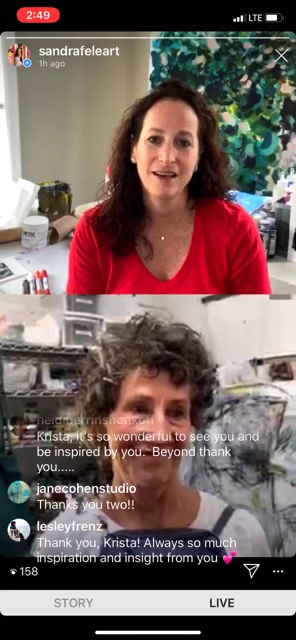 2:49
LTE
sandrafeleart
1h ago
heidiberrinshonkoff
Krista, it's so wonderful to see you and
be inspired by you. Beyond thank
you.....
janecohenstudio
Thanks you two!!
lesleyfrenz
Thank you, Krista! Always so much
inspiration and insight from you 💕
158
STORY
LIVE